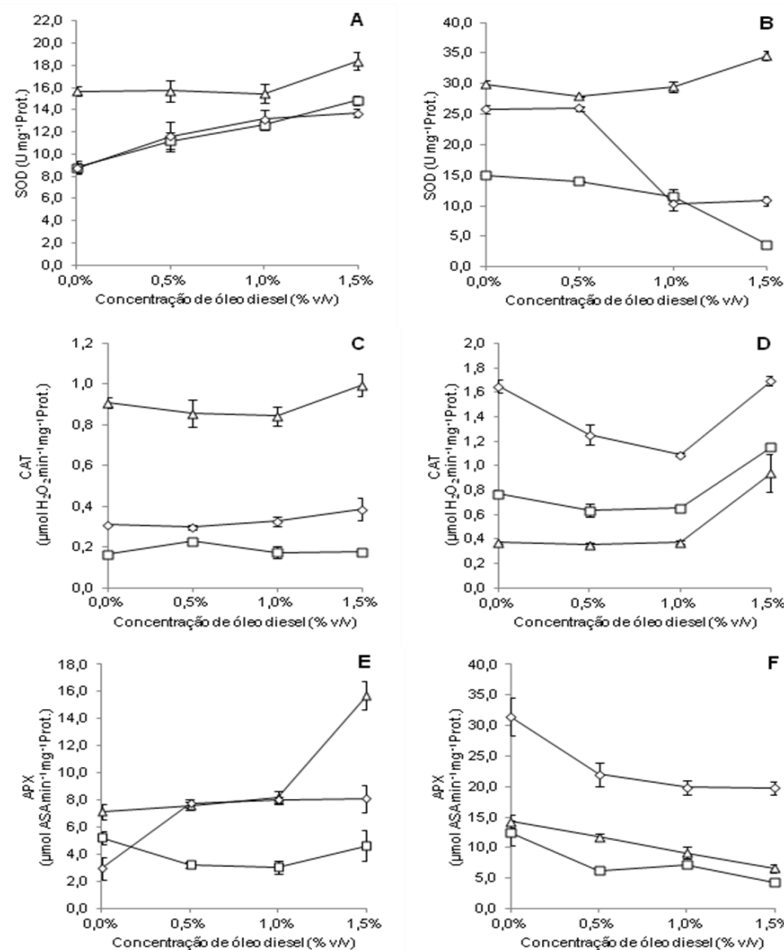 A
22,0
20,0
18,0
16,0
14,0
12,0
10,0
8,0
6,0
4,0
2,0
0,0
SOD (U mg⁻¹Prot.)
0,0% 0,5% 1,0% 1,5%
Concentração de óleo diesel (% v/v)
B
40,0
35,0
30,0
25,0
20,0
15,0
10,0
5,0
0,0
SOD (U mg⁻¹Prot.)
0,0% 0,5% 1,0% 1,5%
Concentração de óleo diesel (% v/v)
C
1,2
1,0
0,8
0,6
0,4
0,2
0,0
CAT
(µmol H₂O₂min⁻¹mg⁻¹Prot.)
0,0% 0,5% 1,0% 1,5%
Concentração de óleo diesel (% v/v)
D
2,0
1,8
1,6
1,4
1,2
1,0
0,8
0,6
0,4
0,2
0,0
CAT
(µmol H₂O₂min⁻¹mg⁻¹Prot.)
0,0% 0,5% 1,0% 1,5%
Concentração de óleo diesel (% v/v)
E
18,0
16,0
14,0
12,0
10,0
8,0
6,0
4,0
2,0
0,0
APX
(µmol ASA min⁻¹mg⁻¹Prot.)
0,0% 0,5% 1,0% 1,5%
Concentração de óleo diesel (% v/v)
F
40,0
35,0
30,0
25,0
20,0
15,0
10,0
5,0
0,0
APX
(µmol ASA min⁻¹mg⁻¹Prot.)
0,0% 0,5% 1,0% 1,5%
Concentração de óleo diesel (% v/v)